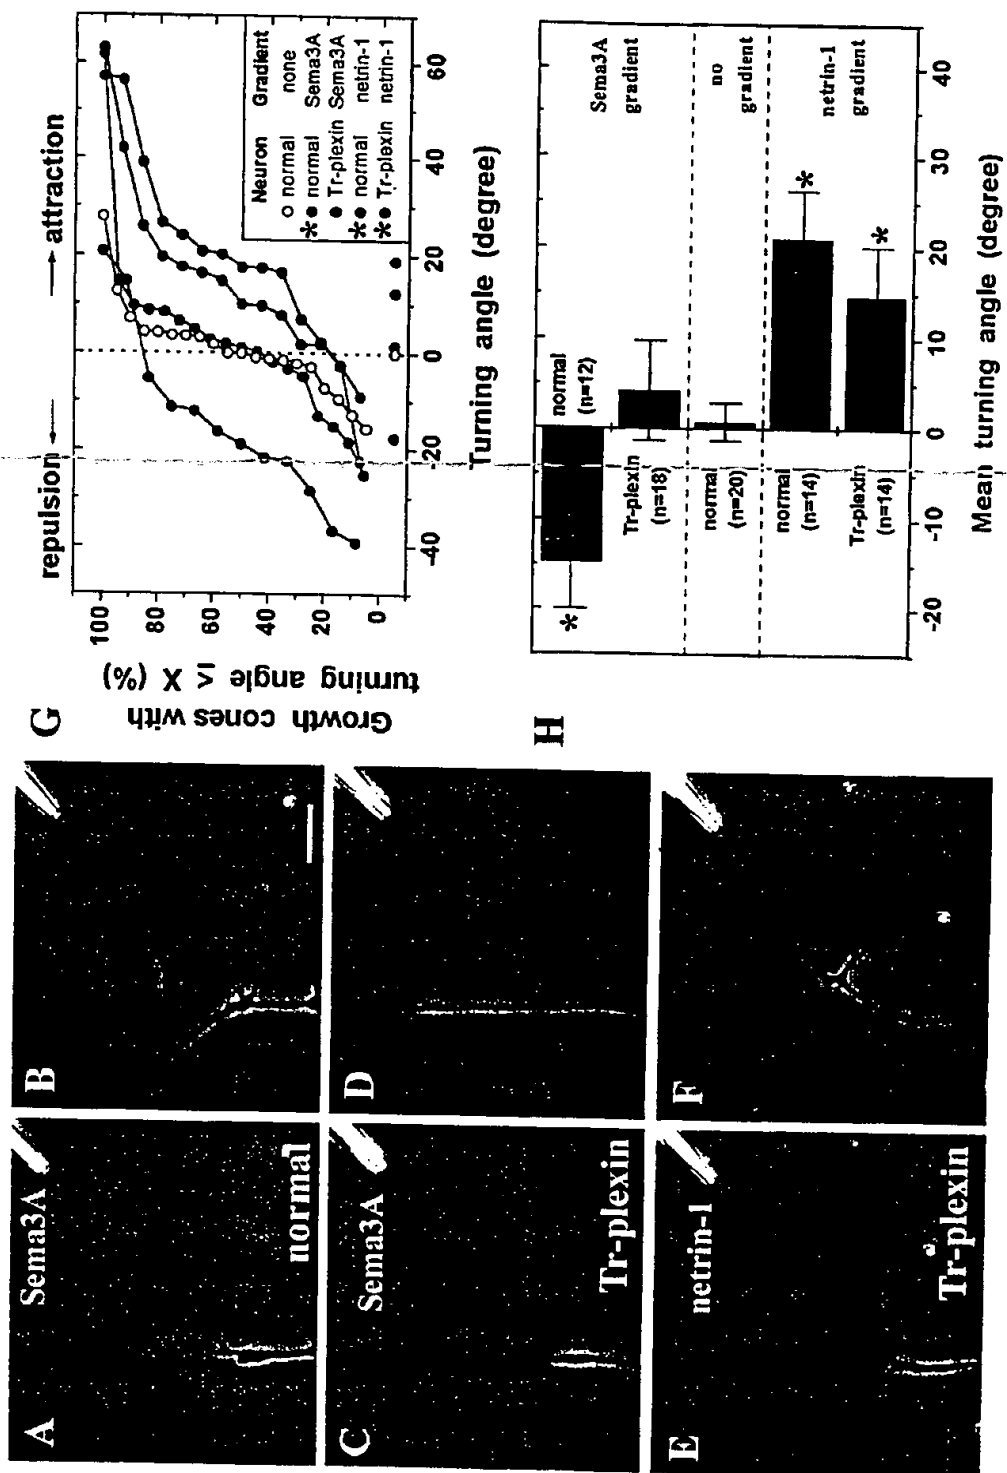 A
Sema3A
normal
B
C
Sema3A
Tr-plexin
D
E
netrin-1
Tr-plexin
F
G
repulsion
attraction
Growth cones with
turning angle ≤ X (%)
100
80
60
40
20
0
Neuron Gradient
normal none
* normal Sema3A
Tr-plexin Sema3A
* normal netrin-1
* Tr-plexin netrin-1
-40 -20 0 20 40 60
Turning angle (degree)
H
*
normal
(n=12)
Sema3A
gradient
Tr-plexin
(n=18)
normal
(n=20)
no
gradient
normal
(n=14)
*
netrin-1
gradient
Tr-plexin
(n=14)
*
-20 -10 0 10 20 30 40
Mean turning angle (degree)